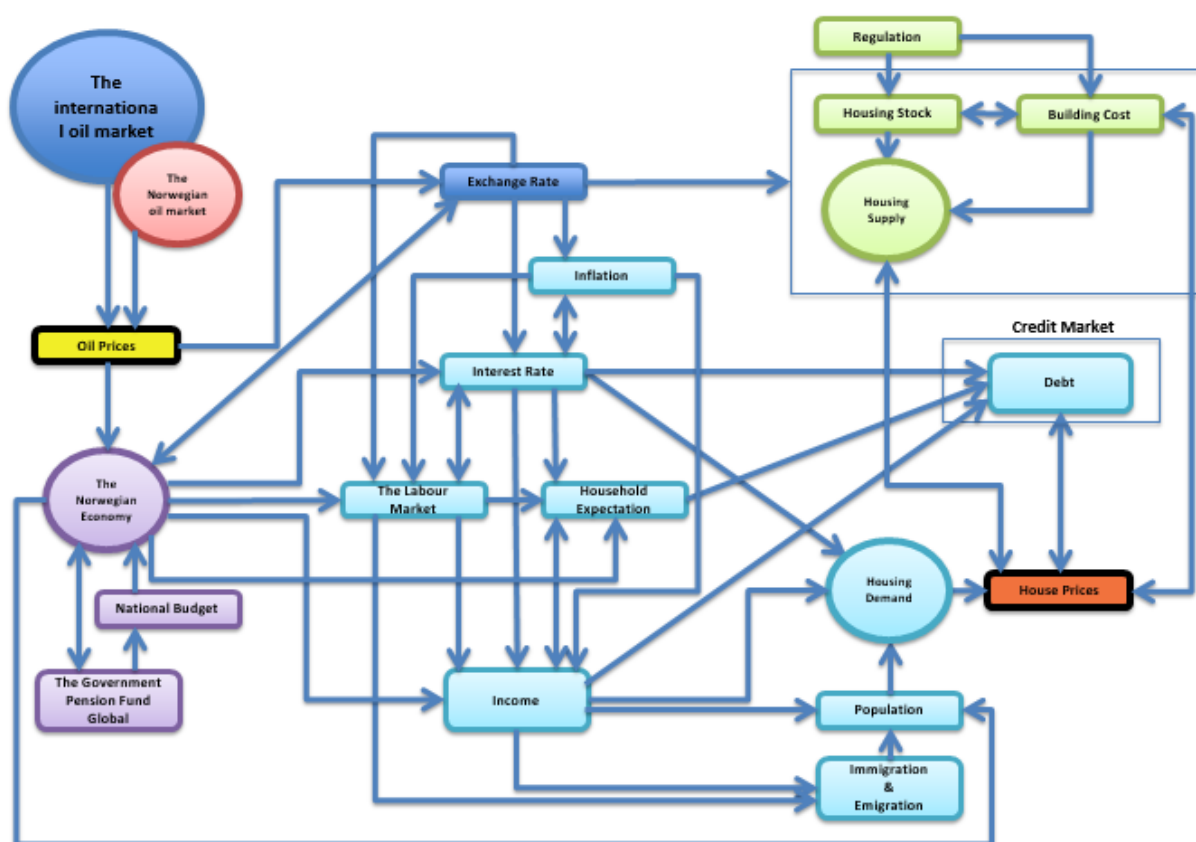 The
internationa
l oil market
The
Norwegian
oil market
Oil Prices
The
Norwegian
Economy
National Budget
The Government
Pension Fund
Global
Exchange Rate
Inflation
Interest Rate
The Labour
Market
Household
Expectation
Income
Regulation
Housing Stock
Building Cost
Housing
Supply
Credit Market
Debt
Housing
Demand
House Prices
Population
Immigration
&
Emigration